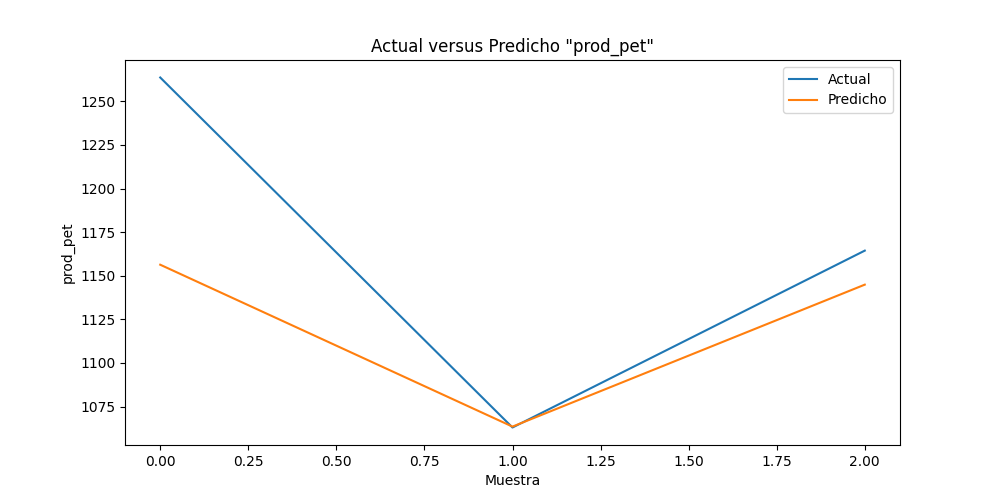 Actual versus Predicho "prod_pet"
Actual
Predicho
prod_pet
1250
1225
1200
1175
1150
1125
1100
1075
0.00 0.25 0.50 0.75 1.00 1.25 1.50 1.75 2.00
Muestra